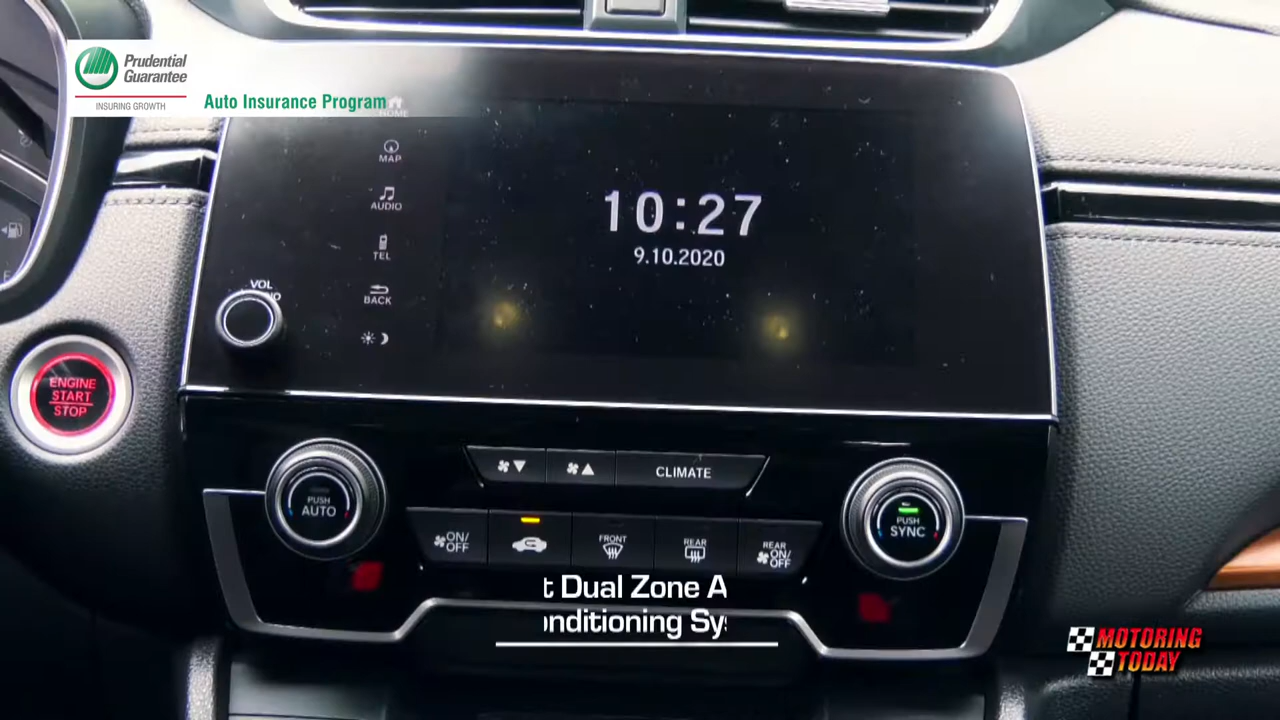 Prudential
Guarantee
INSURING GROWTH
Auto Insurance Program
HOME
MAP
AUDIO
TEL
BACK
VOL
10:27
9.10.2020
ENGINE
START
STOP
CLIMATE
PUSH
AUTO
ON/
OFF
FRONT
REAR
REAR
ON/
OFF
PUSH
SYNC
t Dual Zone A
nditioning Sy
MOTORING
TODAY